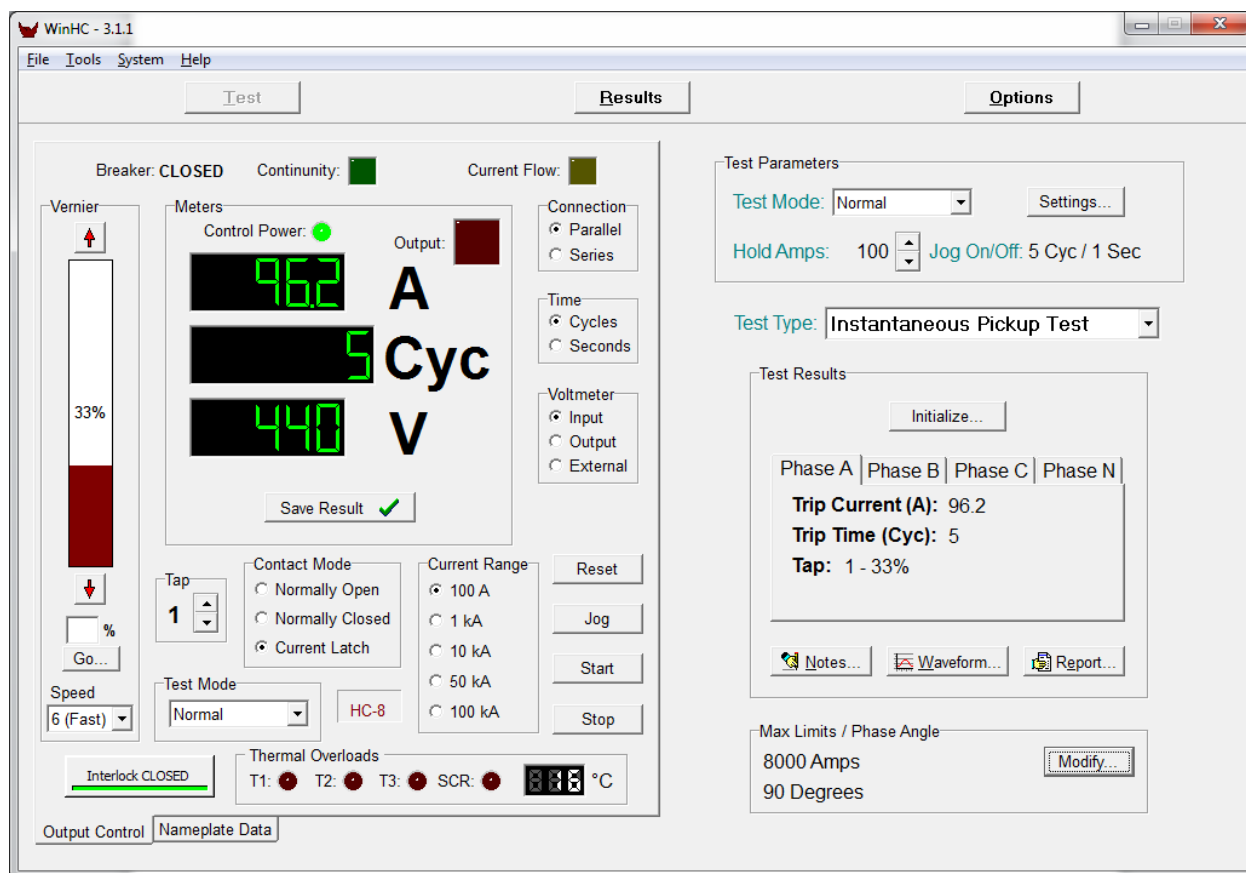 WinHC - 3.1.1
File Tools System Help
Test Results Options
Breaker: CLOSED Continunity: Current Flow:
Vernier
33%
%
Go...
Speed
6 (Fast)
Meters
Control Power: Output:
96.2 A
5 Cyc
440 V
Save Result
Connection
Parallel
Series
Time
Cycles
Seconds
Voltmeter
Input
Output
External
Tap
1
Contact Mode
Normally Open
Normally Closed
Current Latch
Test Mode
Normal
HC-8
Current Range
100 A
1 kA
10 kA
50 kA
100 kA
Reset
Jog
Start
Stop
Interlock CLOSED
Thermal Overloads
T1: T2: T3: SCR: 16 °C
Output Control Nameplate Data
Test Parameters
Test Mode: Normal Settings...
Hold Amps: 100 Jog On/Off: 5 Cyc / 1 Sec
Test Type: Instantaneous Pickup Test
Test Results
Initialize...
Phase A Phase B Phase C Phase N
Trip Current (A): 96.2
Trip Time (Cyc): 5
Tap: 1 - 33%
Notes... Waveform... Report...
Max Limits / Phase Angle
8000 Amps Modify...
90 Degrees